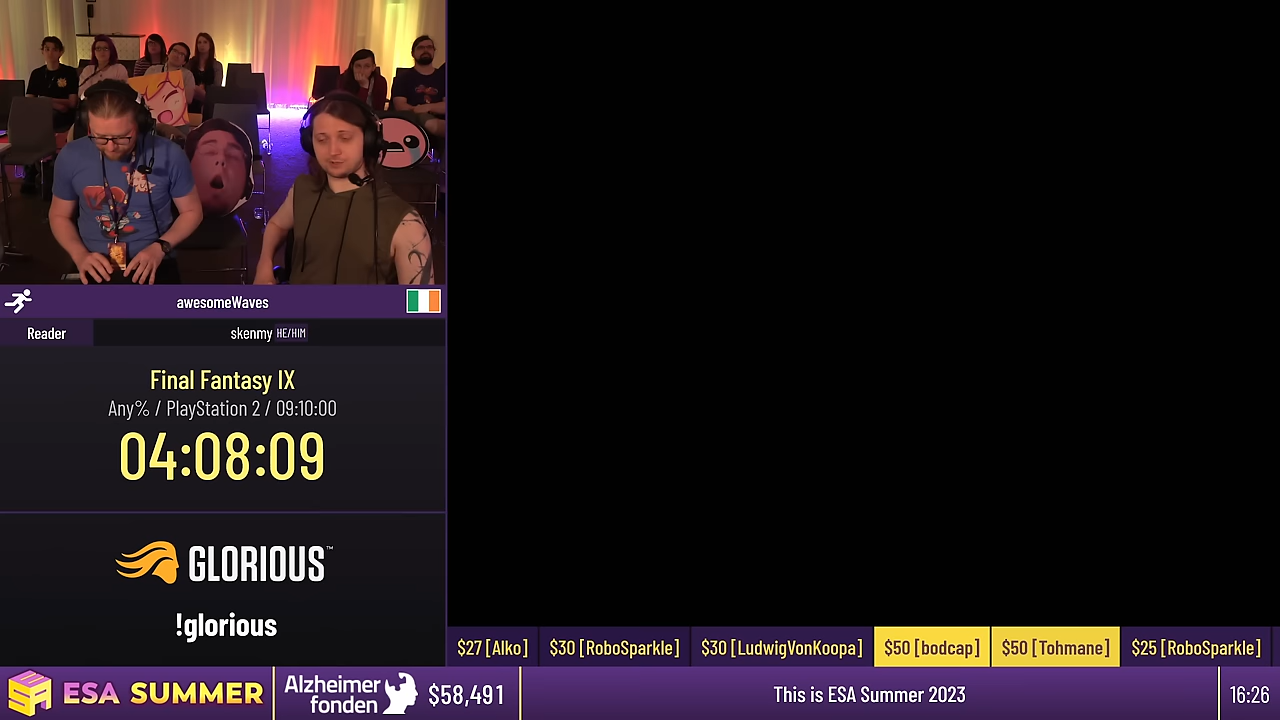 awesomeWaves
Reader
skenmy HE/HIM
Final Fantasy IX
Any% / PlayStation 2 / 09:10:00
04:08:09
GLORIOUS™
!glorious
$27 [Alko] $30 [RoboSparkle] $30 [LudwigVonKoopa] $50 [bodcap] $50 [Tohmane] $25 [RoboSparkle]
ESA SUMMER
Alzheimer
fonden
$58,491
This is ESA Summer 2023
16:26